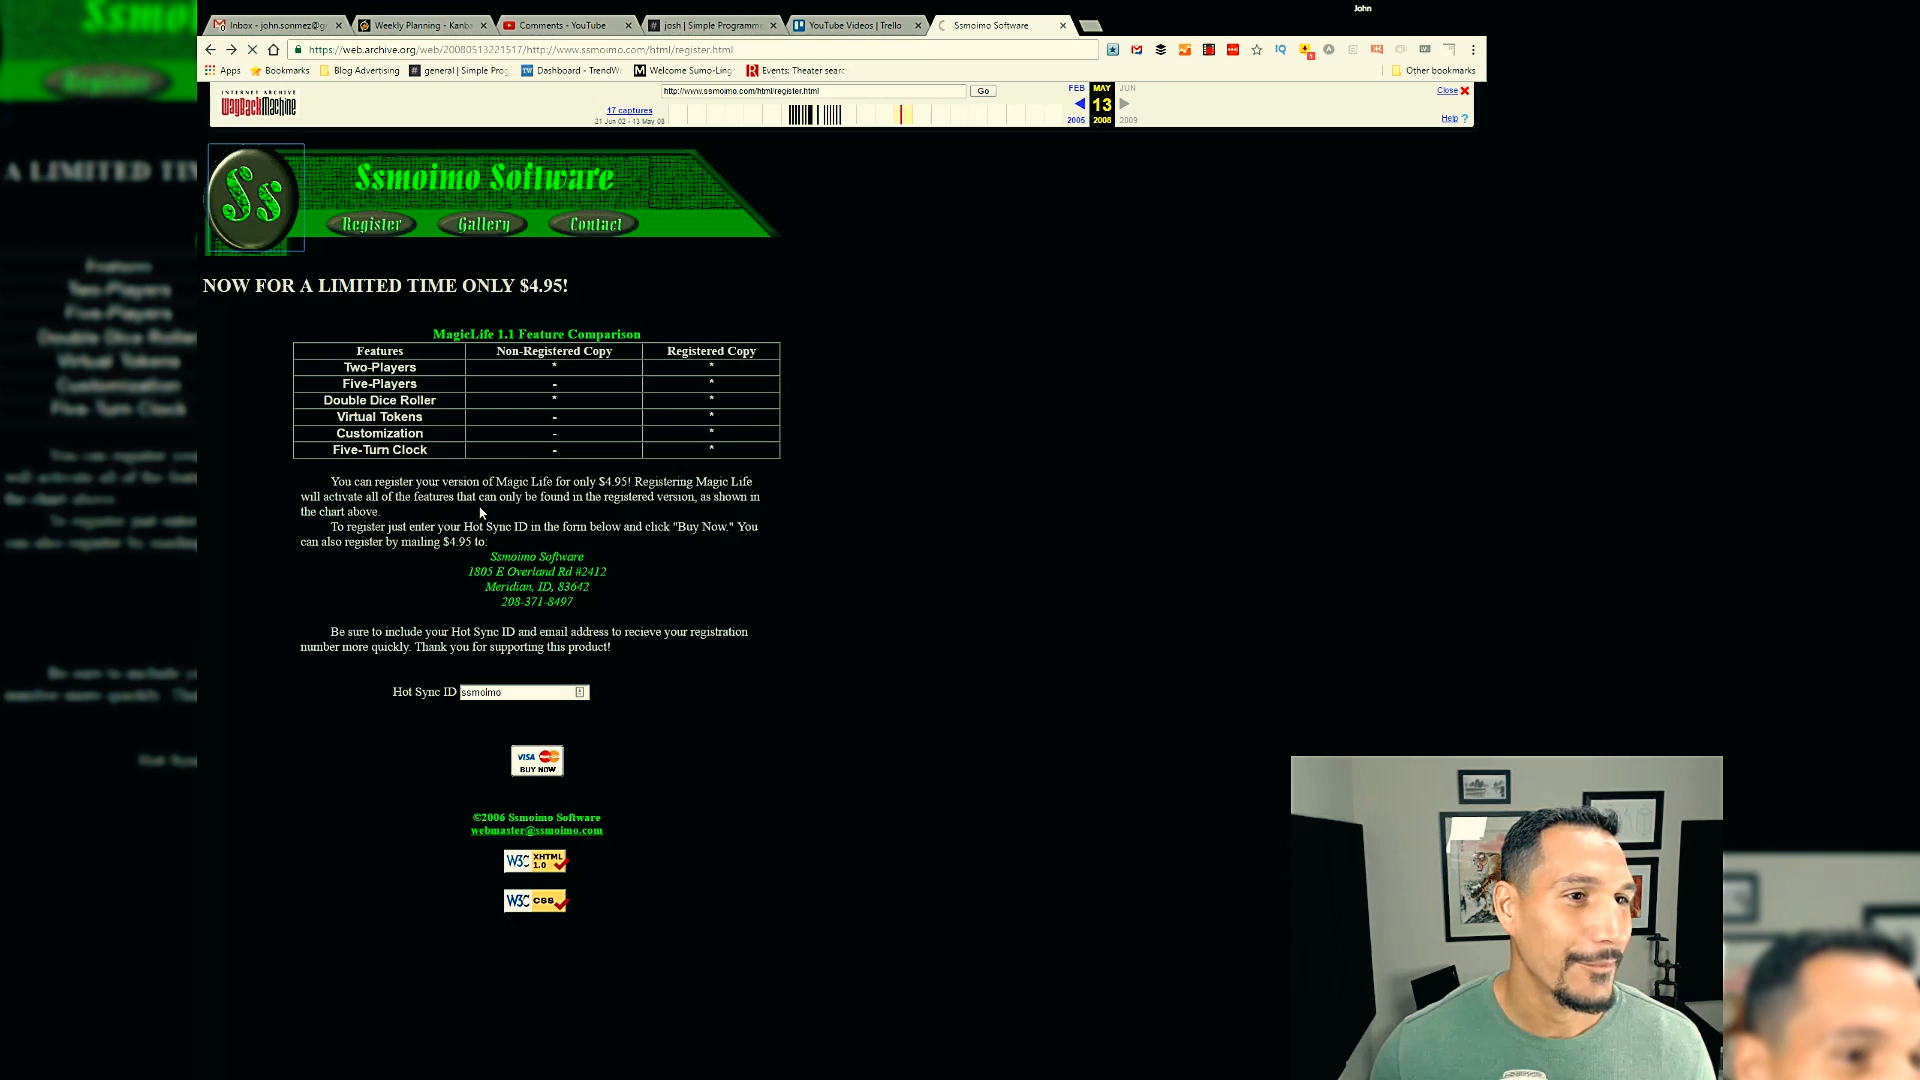 John
Inbox - john.sonmez@g
Weekly Planning - Kanba
Comments - YouTube
josh | Simple Programme
YouTube Videos | Trello
Ssmoimo Software
https://web.archive.org/web/20080513221517/http://www.ssmoimo.com/html/register.html
Apps
Bookmarks
Blog Advertising
general | Simple Prog
Dashboard - TrendW
Welcome Sumo-Ling
Events: Theater sear
Other bookmarks
INTERNET ARCHIVE
WayBackMachine
http://www.ssmoimo.com/html/register.html
Go
17 captures
21 Jun 02 - 13 May 08
FEB MAY JUN
13
2005 2008 2009
Close
Help ?
Ss
Ssmoimo Software
Register Gallery Contact
NOW FOR A LIMITED TIME ONLY $4.95!
MagicLife 1.1 Feature Comparison
Features Non-Registered Copy Registered Copy
Two-Players * *
Five-Players - *
Double Dice Roller * *
Virtual Tokens - *
Customization - *
Five-Turn Clock - *
You can register your version of Magic Life for only $4.95! Registering Magic Life
will activate all of the features that can only be found in the registered version, as shown in
the chart above.
To register just enter your Hot Sync ID in the form below and click "Buy Now." You
can also register by mailing $4.95 to:
Ssmoimo Software
1805 E Overland Rd #2412
Meridian, ID, 83642
208-371-8497
Be sure to include your Hot Sync ID and email address to recieve your registration
number more quickly. Thank you for supporting this product!
Hot Sync ID ssmoimo
VISA MasterCard
BUY NOW
©2006 Ssmoimo Software
webmaster@ssmoimo.com
W3C XHTML 1.0
W3C CSS